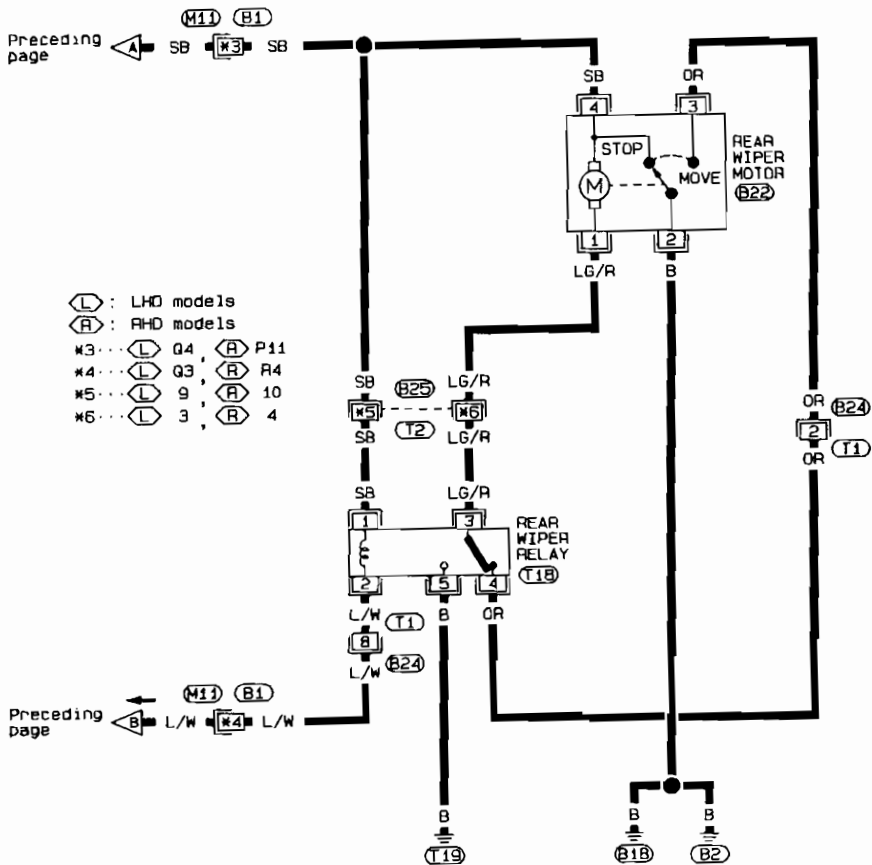 M11 B1
Preceding page
A SB *3 SB
SB OR
4 3
STOP
MOVE
M
REAR WIPER MOTOR
B22
1 2
LG/R B
L : LHD models
R : RHD models
*3··· L Q4 , R P11
*4··· L Q3 , R R4
*5··· L 9 , R 10
*6··· L 3 , R 4
SB B25 LG/R
*5 *6
SB T2 LG/R
OR B24
2
OR T1
SB LG/R
1 3
REAR WIPER RELAY
T18
2 5 4
L/W T1 B OR
8
L/W B24
M11 B1
Preceding page
B L/W *4 L/W
B B B
T19 B18 B2